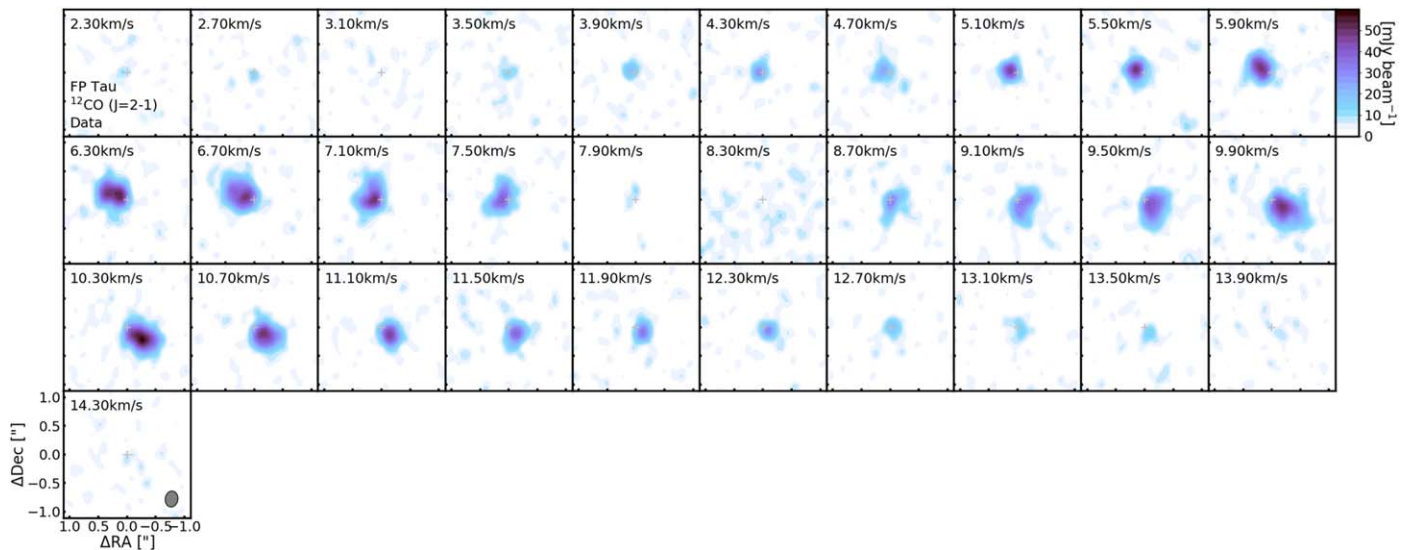 2.30km/s 2.70km/s 3.10km/s 3.50km/s 3.90km/s 4.30km/s 4.70km/s 5.10km/s 5.50km/s 5.90km/s
FP Tau
¹²CO (J=2-1)
Data
50
40
30
20
10
0
[mJy beam⁻¹]
6.30km/s 6.70km/s 7.10km/s 7.50km/s 7.90km/s 8.30km/s 8.70km/s 9.10km/s 9.50km/s 9.90km/s
10.30km/s 10.70km/s 11.10km/s 11.50km/s 11.90km/s 12.30km/s 12.70km/s 13.10km/s 13.50km/s 13.90km/s
14.30km/s
1.0
0.5
0.0
−0.5
−1.0
ΔDec ["]
1.0 0.5 0.0 −0.5 −1.0
ΔRA ["]